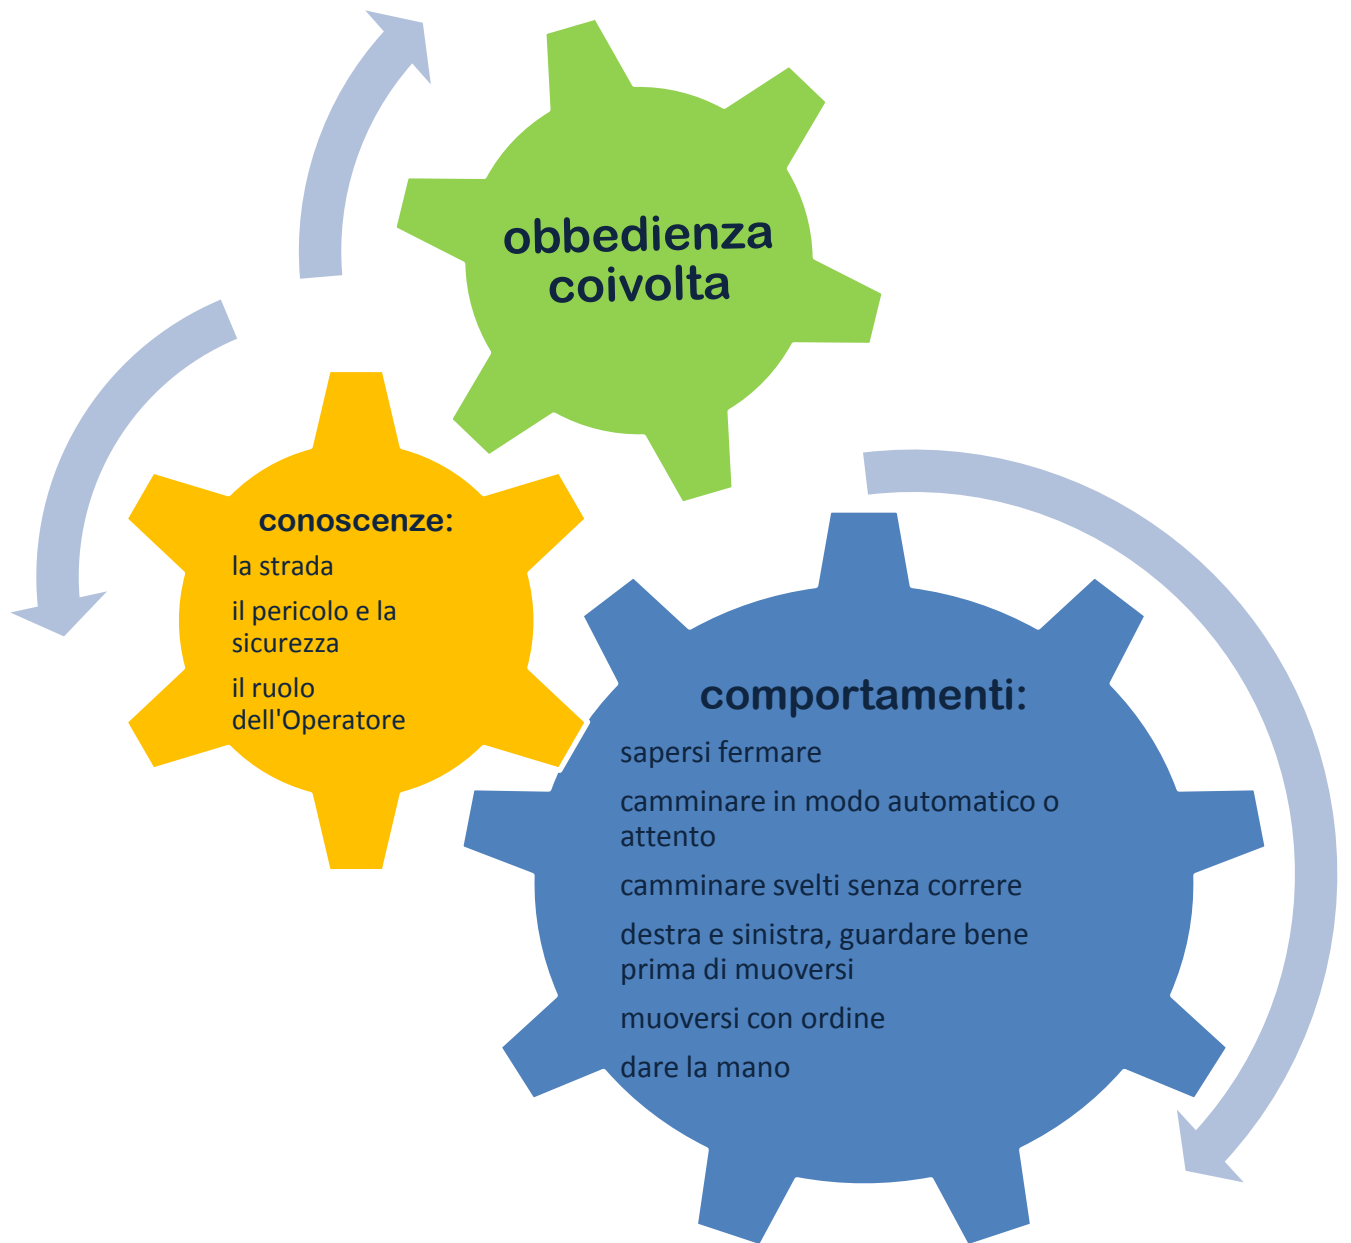 obbedienza
coivolta
conoscenze:
la strada
il pericolo e la
sicurezza
il ruolo
dell'Operatore
comportamenti:
sapersi fermare
camminare in modo automatico o
attento
camminare svelti senza correre
destra e sinistra, guardare bene
prima di muoversi
muoversi con ordine
dare la mano